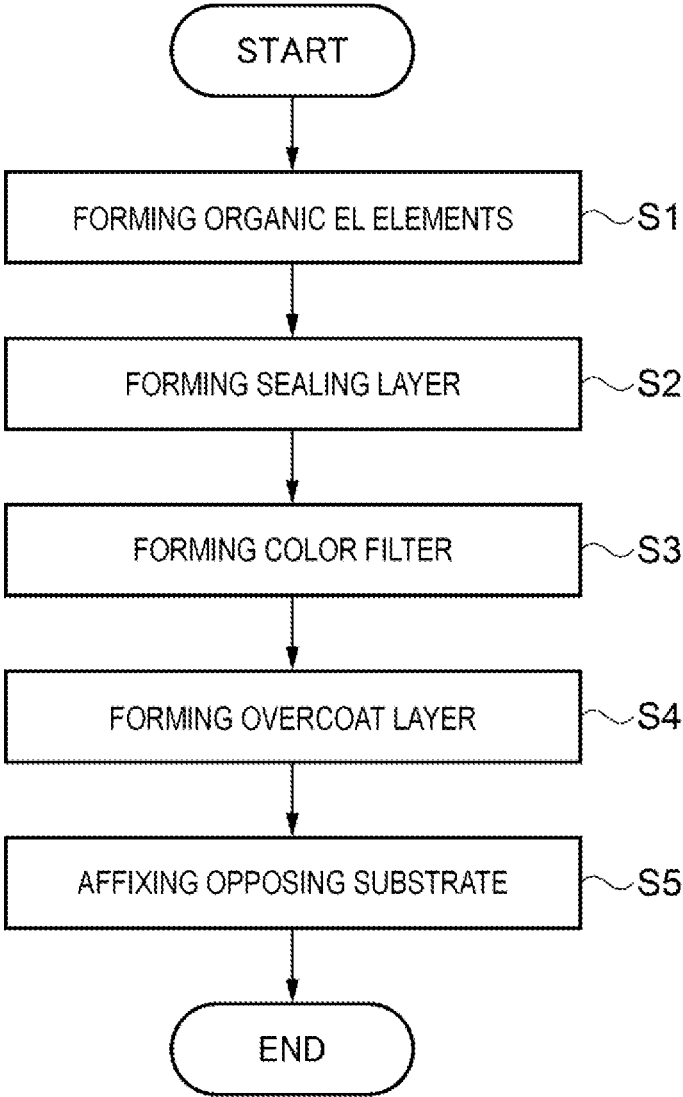 START
FORMING ORGANIC EL ELEMENTS S1
FORMING SEALING LAYER S2
FORMING COLOR FILTER S3
FORMING OVERCOAT LAYER S4
AFFIXING OPPOSING SUBSTRATE S5
END